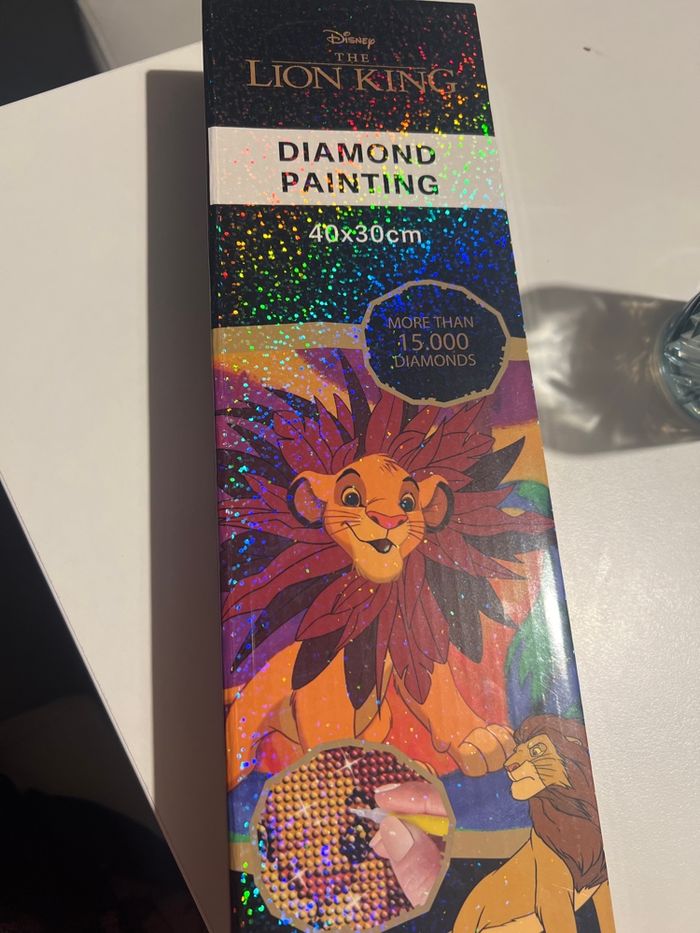 Disney
THE
LION KING
DIAMOND
PAINTING
40x30cm
MORE THAN
15.000
DIAMONDS